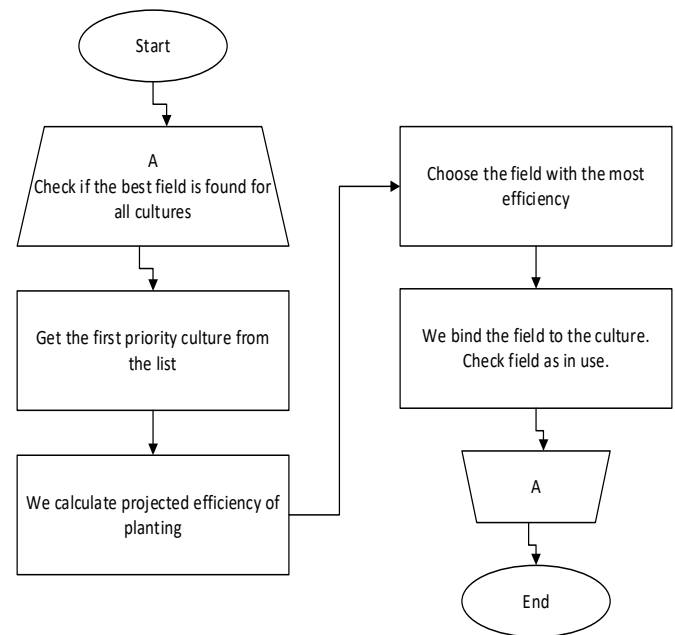 Start
A
Check if the best field is found for
all cultures
Get the first priority culture from
the list
We calculate projected efficiency of
planting
Choose the field with the most
efficiency
We bind the field to the culture.
Check field as in use.
A
End